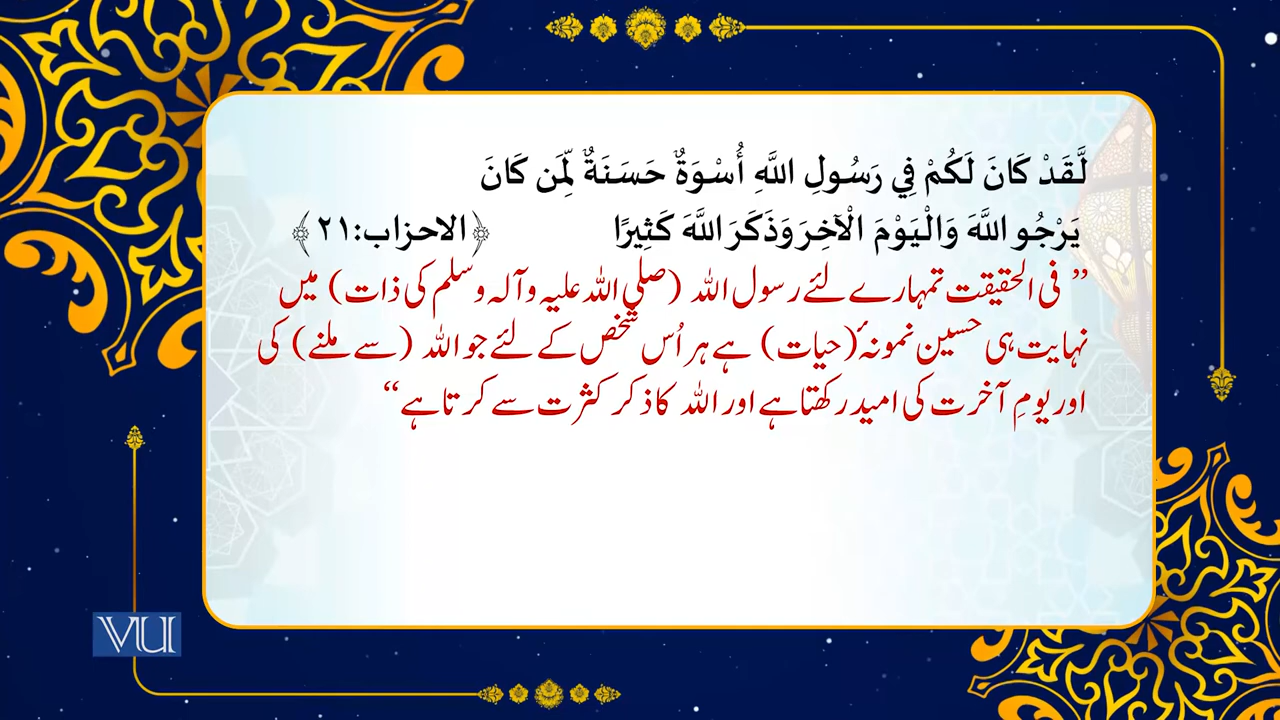 لَّقَدْ كَانَ لَكُمْ فِي رَسُولِ اللَّهِ أُسْوَةٌ حَسَنَةٌ لِّمَن كَانَ
يَرْجُو اللَّهَ وَالْيَوْمَ الْآخِرَ وَذَكَرَ اللَّهَ كَثِيرًا ﴿الاحزاب:۲۱﴾
” فی الحقیقت تمہارے لئے رسول اللہ (صلی اللہ علیہ وآلہ وسلم کی ذات) میں
نہایت ہی حسین نمونۂ (حیات) ہے ہر اُس شخص کے لئے جو اللہ (سے ملنے) کی
اور یومِ آخرت کی امید رکھتا ہے اور اللہ کا ذکر کثرت سے کرتا ہے“
VU